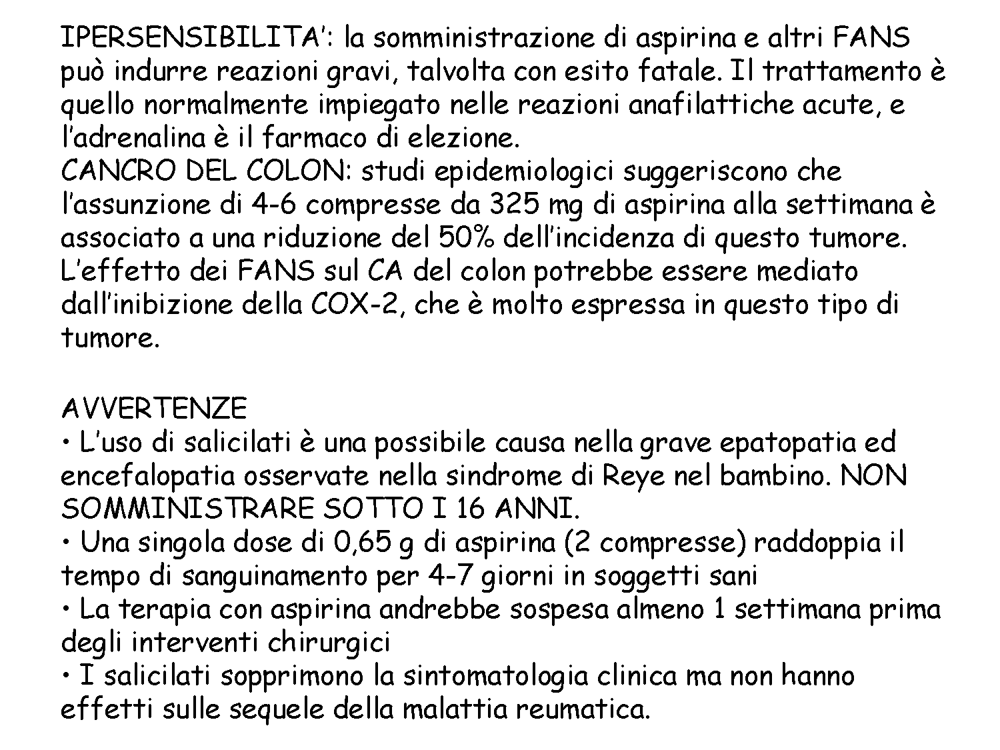 IPERSENSIBILITA’: la somministrazione di aspirina e altri FANS
può indurre reazioni gravi, talvolta con esito fatale. Il trattamento è
quello normalmente impiegato nelle reazioni anafilattiche acute, e
l’adrenalina è il farmaco di elezione.
CANCRO DEL COLON: studi epidemiologici suggeriscono che
l’assunzione di 4-6 compresse da 325 mg di aspirina alla settimana è
associato a una riduzione del 50% dell’incidenza di questo tumore.
L’effetto dei FANS sul CA del colon potrebbe essere mediato
dall’inibizione della COX-2, che è molto espressa in questo tipo di
tumore.
AVVERTENZE
• L’uso di salicilati è una possibile causa nella grave epatopatia ed
encefalopatia osservate nella sindrome di Reye nel bambino. NON
SOMMINISTRARE SOTTO I 16 ANNI.
• Una singola dose di 0,65 g di aspirina (2 compresse) raddoppia il
tempo di sanguinamento per 4-7 giorni in soggetti sani
• La terapia con aspirina andrebbe sospesa almeno 1 settimana prima
degli interventi chirurgici
• I salicilati sopprimono la sintomatologia clinica ma non hanno
effetti sulle sequele della malattia reumatica.